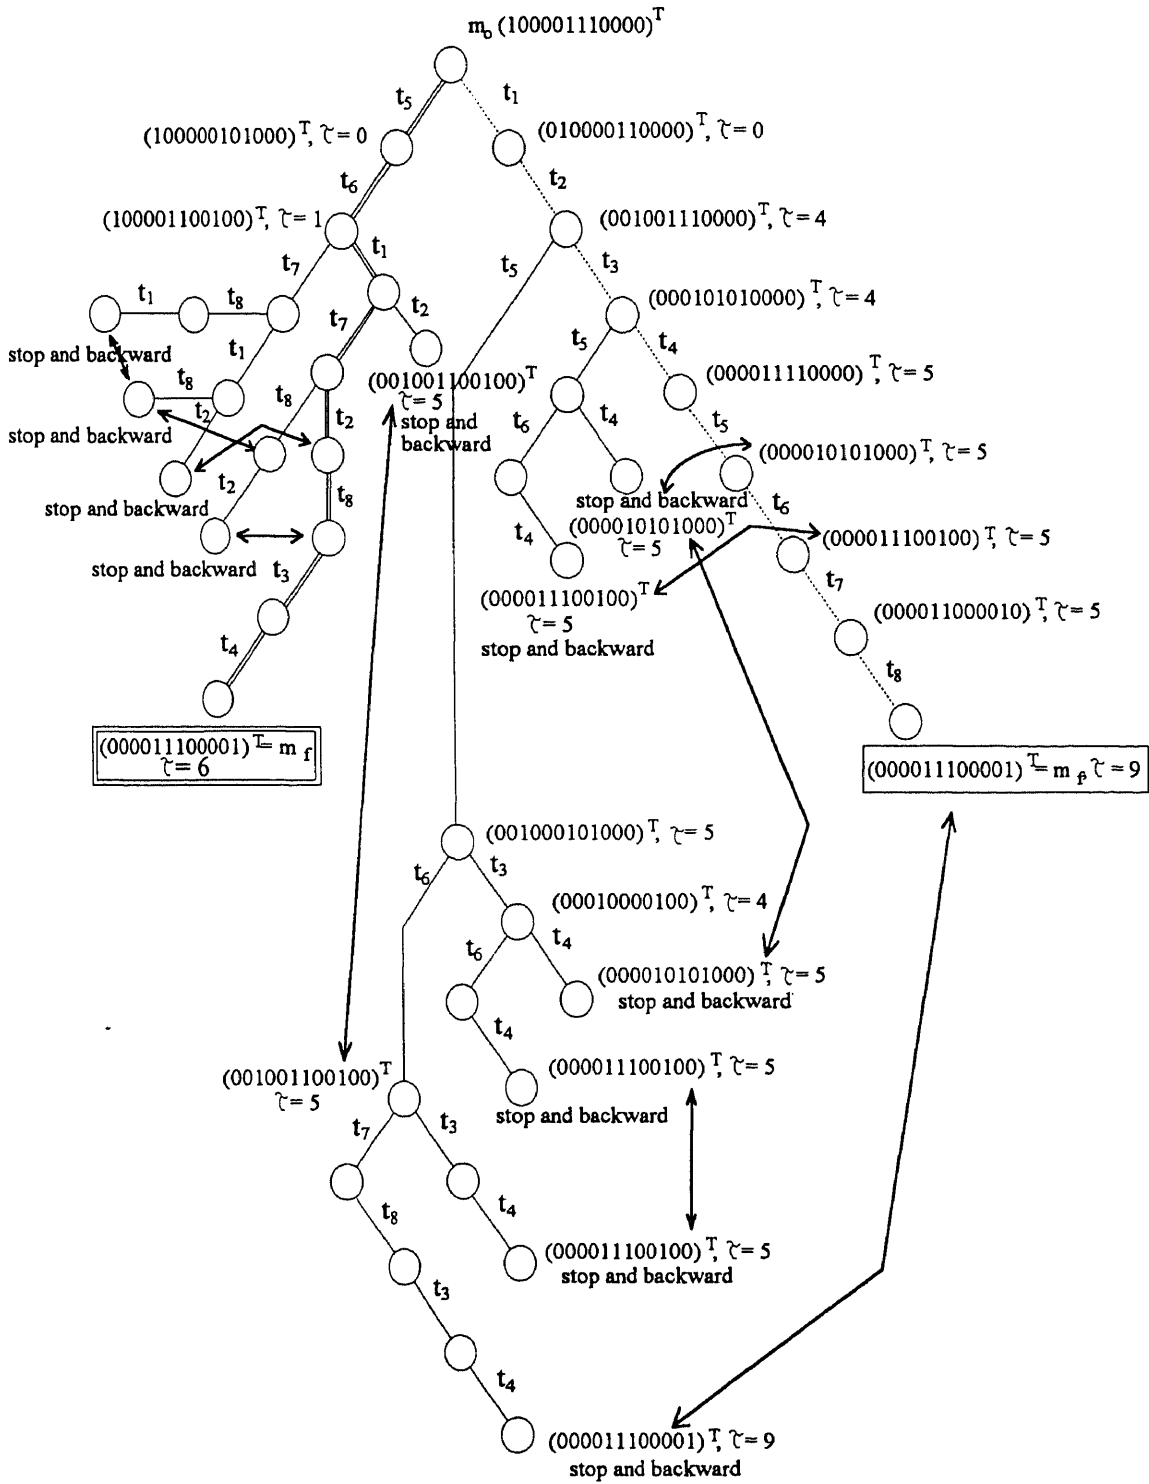 m₀ (100001110000)ᵀ
t₅
t₁
(100000101000)ᵀ, τ = 0
(010000110000)ᵀ, τ = 0
t₆
t₂
(100001100100)ᵀ, τ = 1
(001001110000)ᵀ, τ = 4
t₇
t₁
t₅
t₃
t₁
t₈
t₂
(000101010000)ᵀ, τ = 4
t₇
stop and backward
t₁
t₅
t₄
t₈
t₂
t₈
(001001100100)ᵀ
τ = 5
(000011110000)ᵀ, τ = 5
t₂
stop and
backward
t₆
t₄
t₅
stop and backward
(000010101000)ᵀ, τ = 5
t₂
t₈
stop and backward
stop and backward
t₆
t₄
(000010101000)ᵀ
τ = 5
(000011100100)ᵀ, τ = 5
stop and backward
t₃
t₇
(000011100100)ᵀ
τ = 5
(000011000010)ᵀ, τ = 5
t₄
stop and backward
t₈
(000011100001)ᵀ = m f
τ = 6
(000011100001)ᵀ = m f, τ = 9
(001000101000)ᵀ, τ = 5
t₆
t₃
(00010000100)ᵀ, τ = 4
t₆
t₄
(000010101000)ᵀ, τ = 5
stop and backward
t₄
(001001100100)ᵀ
τ = 5
(000011100100)ᵀ, τ = 5
stop and backward
t₇
t₃
t₈
t₄
(000011100100)ᵀ, τ = 5
stop and backward
t₃
t₄
(000011100001)ᵀ, τ = 9
stop and backward